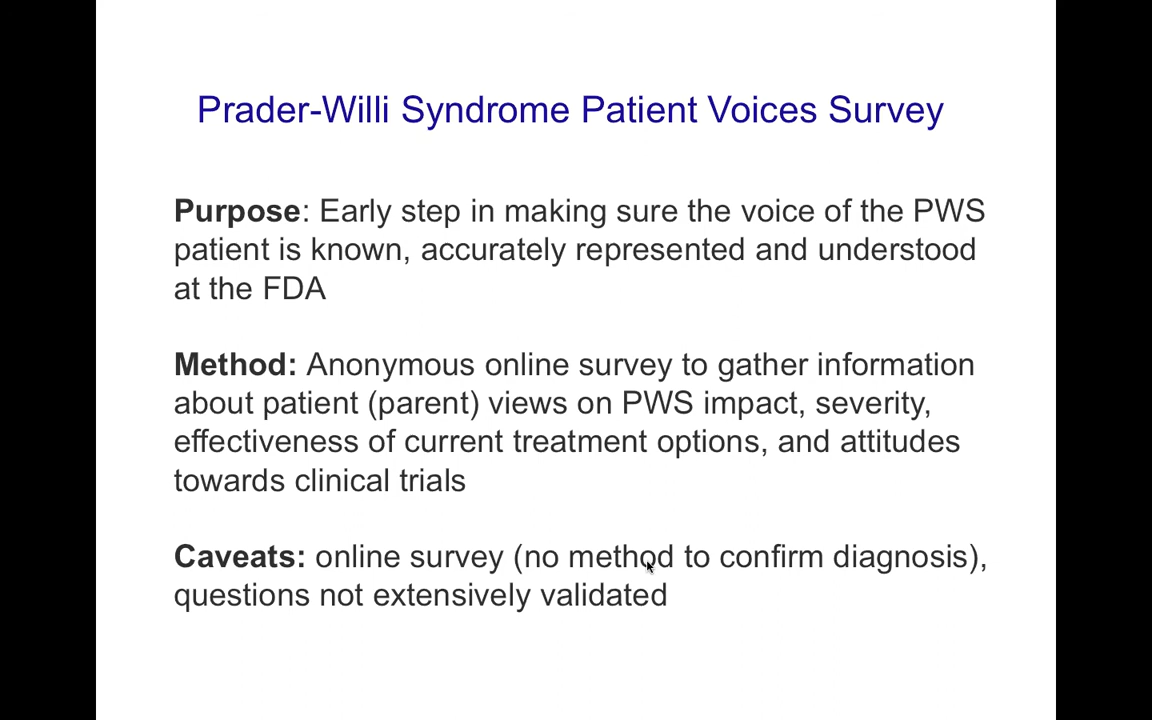 Prader-Willi Syndrome Patient Voices Survey
Purpose: Early step in making sure the voice of the PWS
patient is known, accurately represented and understood
at the FDA
Method: Anonymous online survey to gather information
about patient (parent) views on PWS impact, severity,
effectiveness of current treatment options, and attitudes
towards clinical trials
Caveats: online survey (no method to confirm diagnosis),
questions not extensively validated